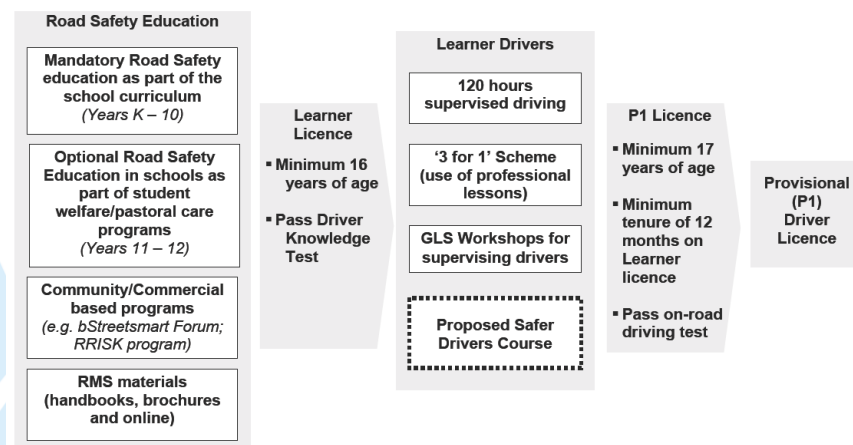 Road Safety Education
Mandatory Road Safety
education as part of the
school curriculum
(Years K – 10)
Optional Road Safety
Education in schools as
part of student
welfare/pastoral care
programs
(Years 11 – 12)
Community/Commercial
based programs
(e.g. bStreetsmart Forum;
RRISK program)
RMS materials
(handbooks, brochures
and online)
Learner
Licence
▪ Minimum 16
years of age
▪ Pass Driver
Knowledge
Test
Learner Drivers
120 hours
supervised driving
‘3 for 1’ Scheme
(use of professional
lessons)
GLS Workshops for
supervising drivers
Proposed Safer
Drivers Course
P1 Licence
▪ Minimum 17
years of age
▪ Minimum
tenure of 12
months on
Learner
licence
▪ Pass on-road
driving test
Provisional
(P1)
Driver
Licence